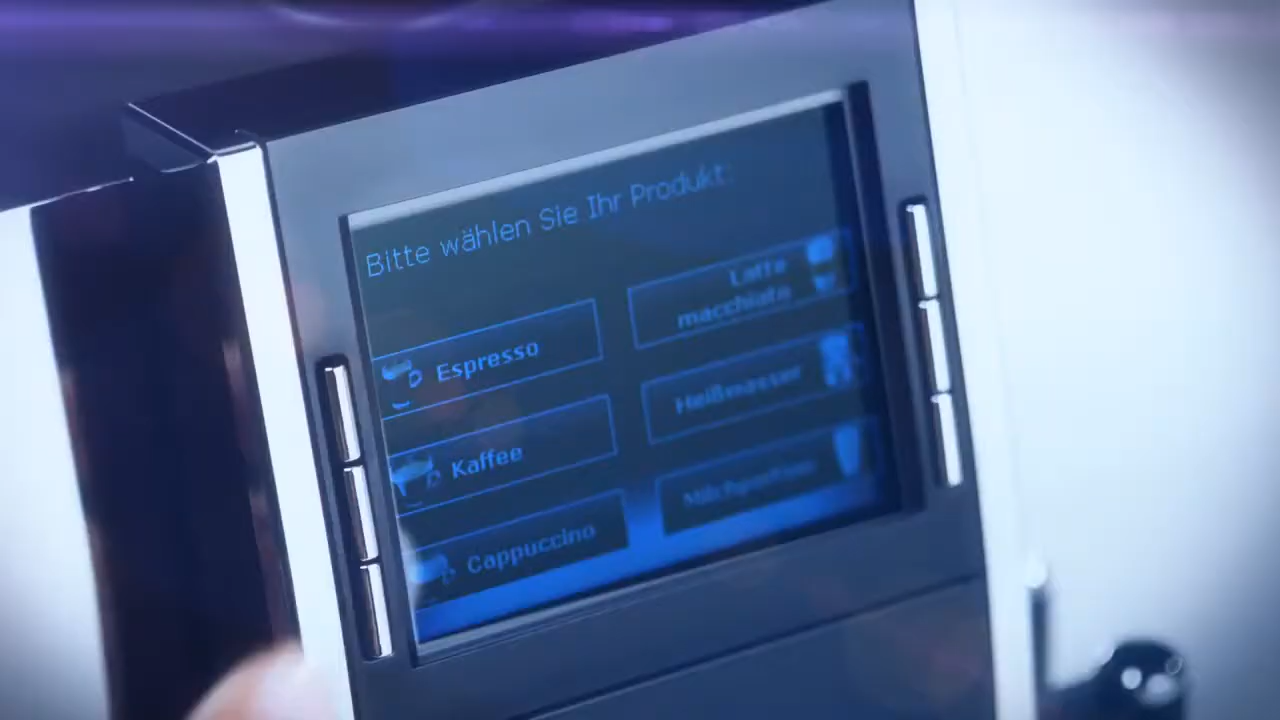 Bitte wählen Sie Ihr Produkt:
Espresso
Kaffee
Cappuccino
Latte
macchiato
Heißwasser